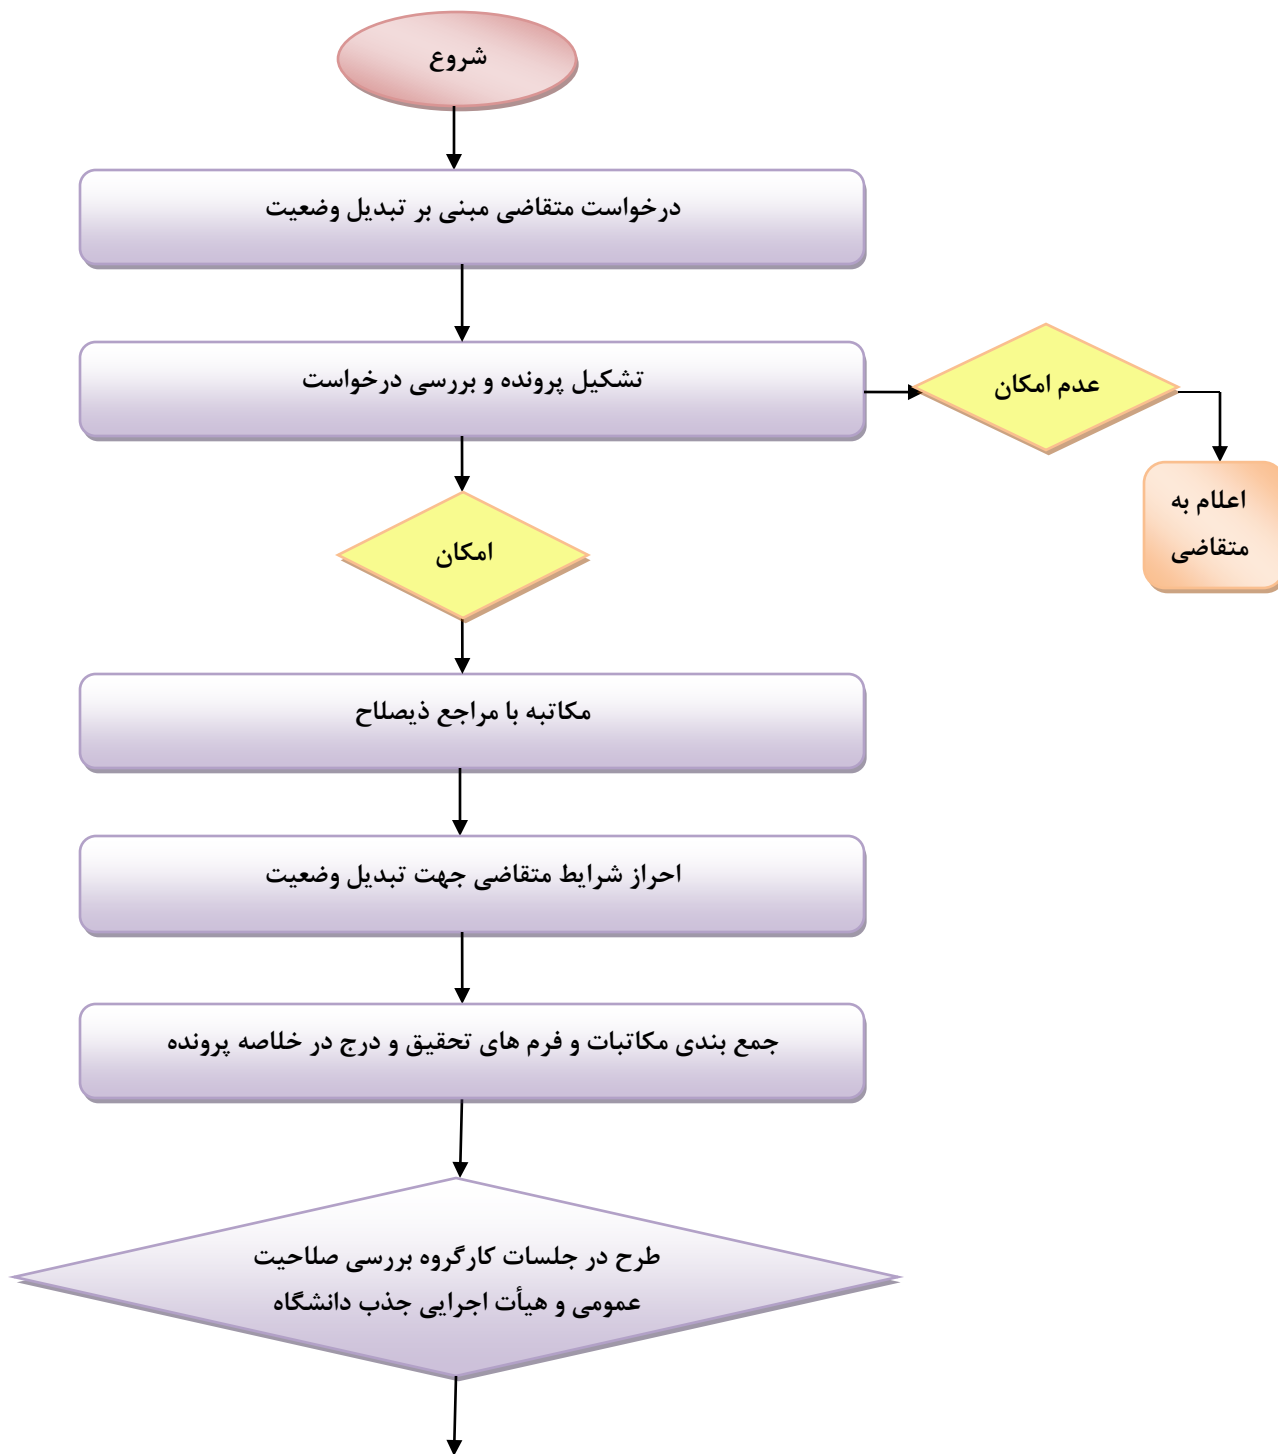 شروع
درخواست متقاضی مبنی بر تبدیل وضعیت
تشکیل پرونده و بررسی درخواست
عدم امکان
اعلام به
متقاضی
امکان
مکاتبه با مراجع ذیصلاح
احراز شرایط متقاضی جهت تبدیل وضعیت
جمع بندی مکاتبات و فرم های تحقیق و درج در خلاصه پرونده
طرح در جلسات کارگروه بررسی صلاحیت
عمومی و هیأت اجرایی جذب دانشگاه